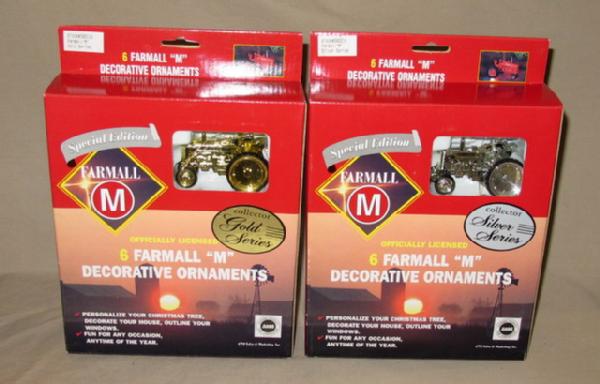 6 FARMALL "M"
DECORATIVE ORNAMENTS
Special Edition
FARMALL
M
collector
Gold
Series
OFFICIALLY LICENSED
6 FARMALL "M"
DECORATIVE ORNAMENTS
PERSONALIZE YOUR CHRISTMAS TREE,
DECORATE YOUR HOUSE, OUTLINE YOUR
WINDOWS.
FUN FOR ANY OCCASION,
ANYTIME OF THE YEAR.
6 FARMALL "M"
DECORATIVE ORNAMENTS
Special Edition
FARMALL
M
collector
Silver
Series
OFFICIALLY LICENSED
6 FARMALL "M"
DECORATIVE ORNAMENTS
PERSONALIZE YOUR CHRISTMAS TREE,
DECORATE YOUR HOUSE, OUTLINE YOUR
WINDOWS.
FUN FOR ANY OCCASION,
ANYTIME OF THE YEAR.